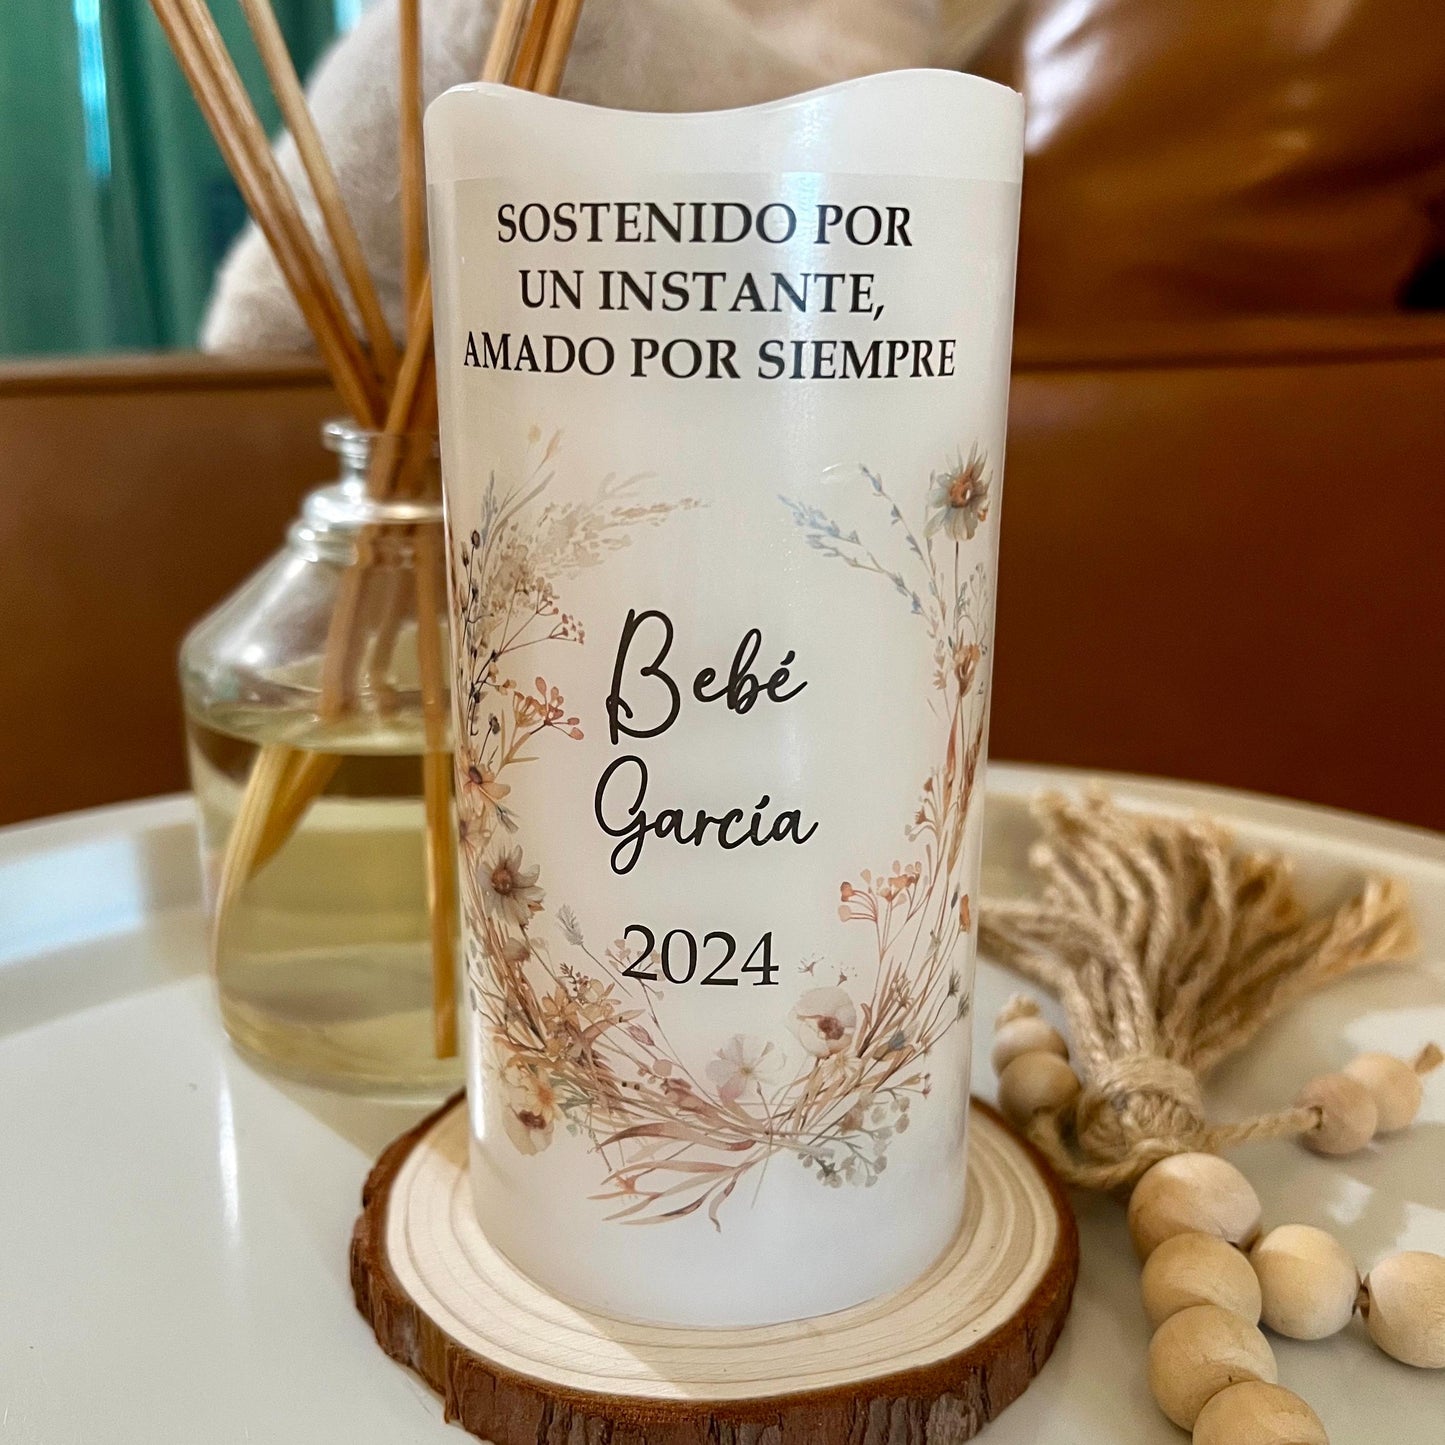 SOSTENIDO POR
UN INSTANTE,
AMADO POR SIEMPRE
Bebé
García
2024